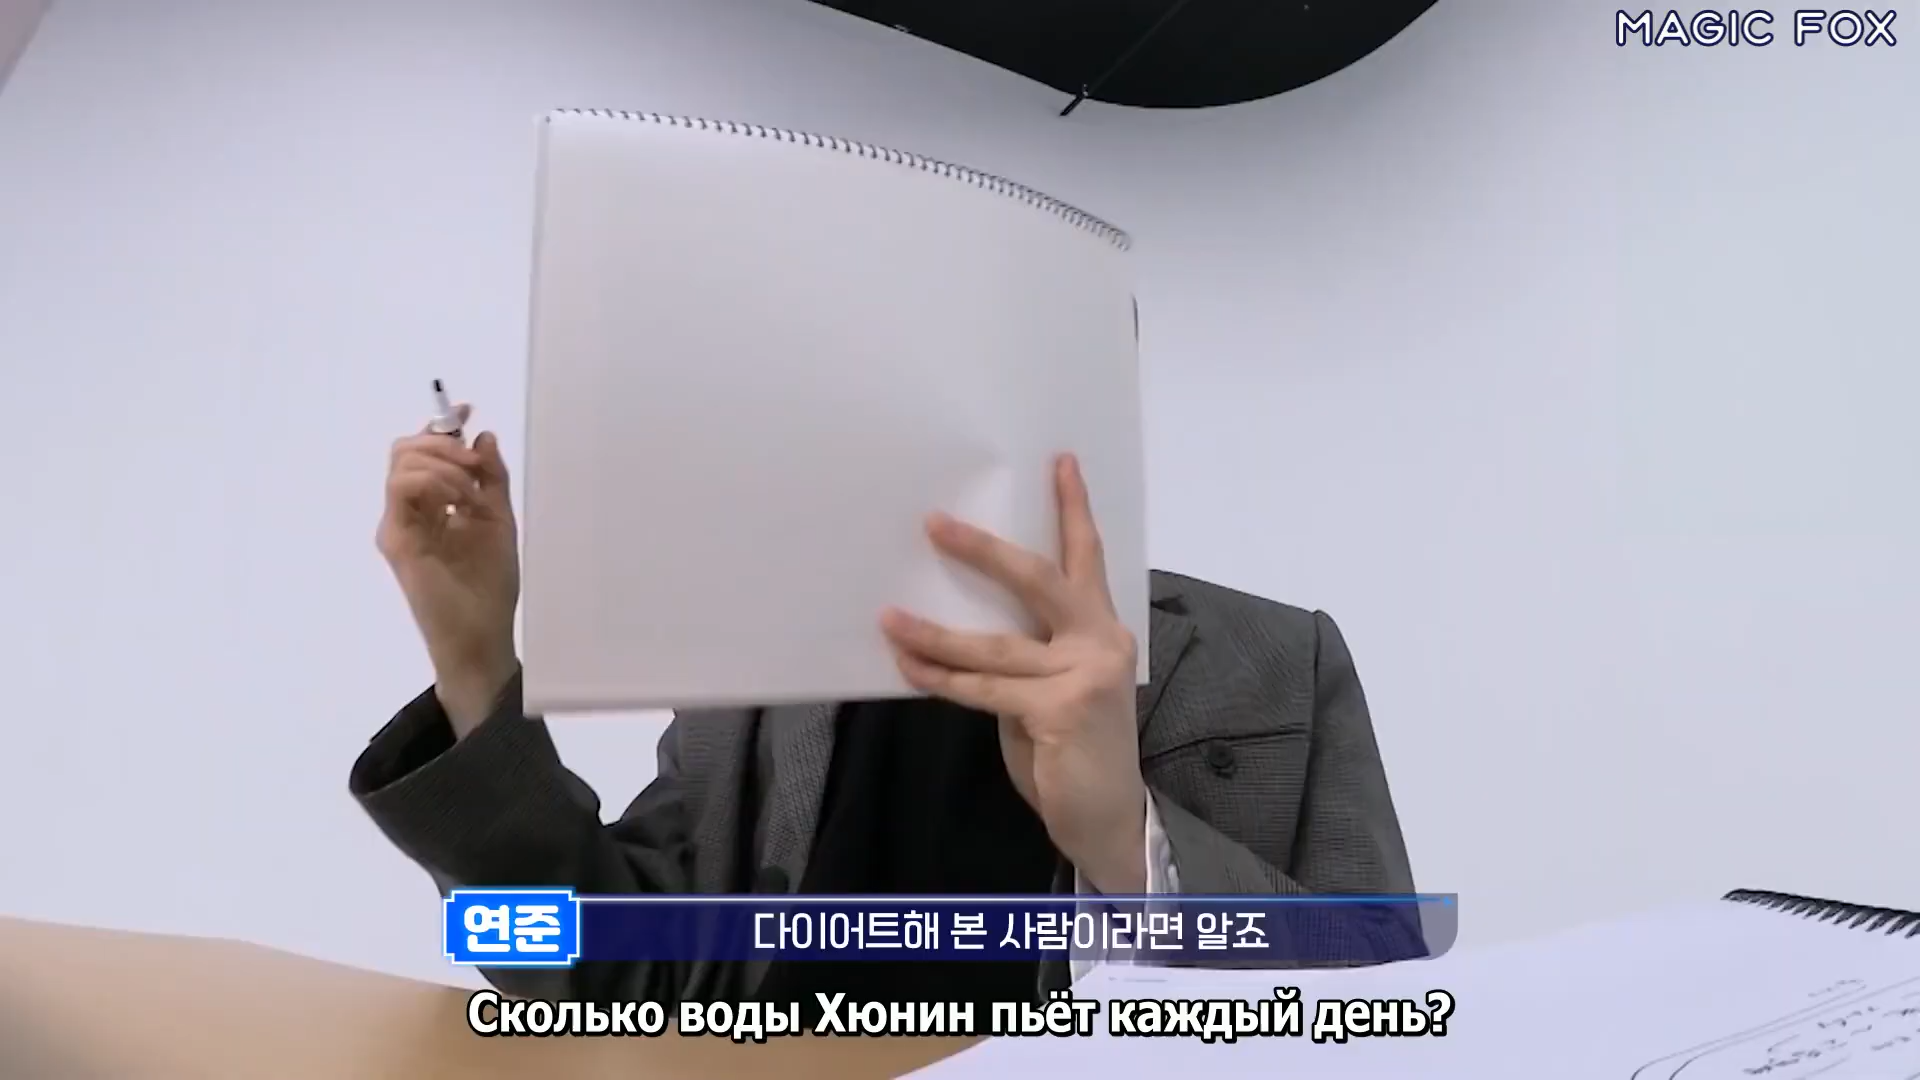 MAGIC FOX
연준
다이어트해 본 사람이라면 알죠
Сколько воды Хюнин пьёт каждый день?